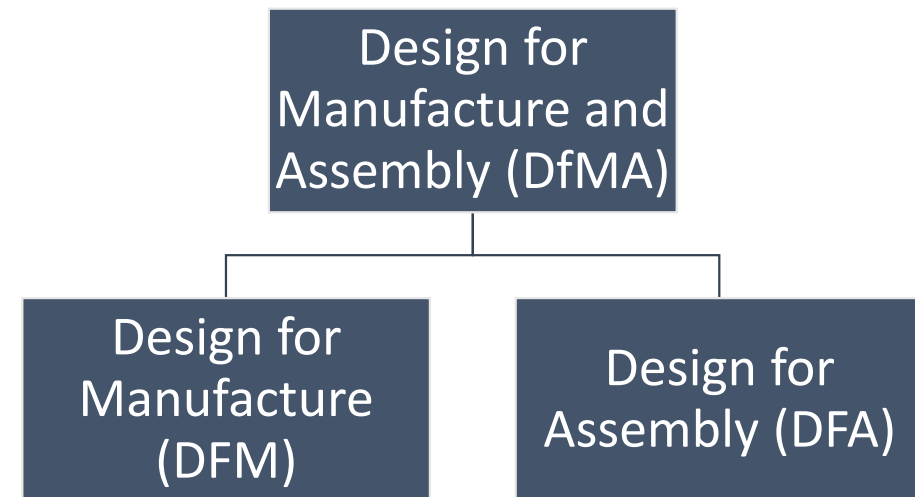 Design for
Manufacture and
Assembly (DfMA)
Design for
Manufacture
(DFM)
Design for
Assembly (DFA)